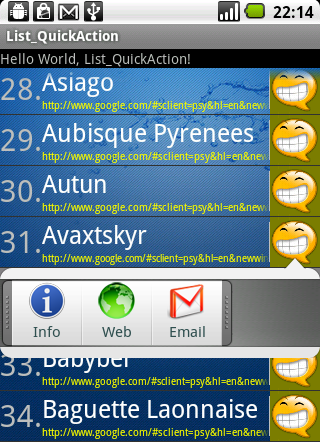 22:14
List_QuickAction
Hello World, List_QuickAction!
28. Asiago
http://www.google.com/#sclient=psy&hl=en&new
29. Aubisque Pyrenees
http://www.google.com/#sclient=psy&hl=en&new
30. Autun
http://www.google.com/#sclient=psy&hl=en&new
31. Avaxtskyr
http://www.google.com/#sclient=psy&hl=en&newwin
Info Web Email
33. Babybel
http://www.google.com/#sclient=psy&hl=en&newwi
34. Baguette Laonnaise
http://www.google.com/#sclient=psy&hl=en&new